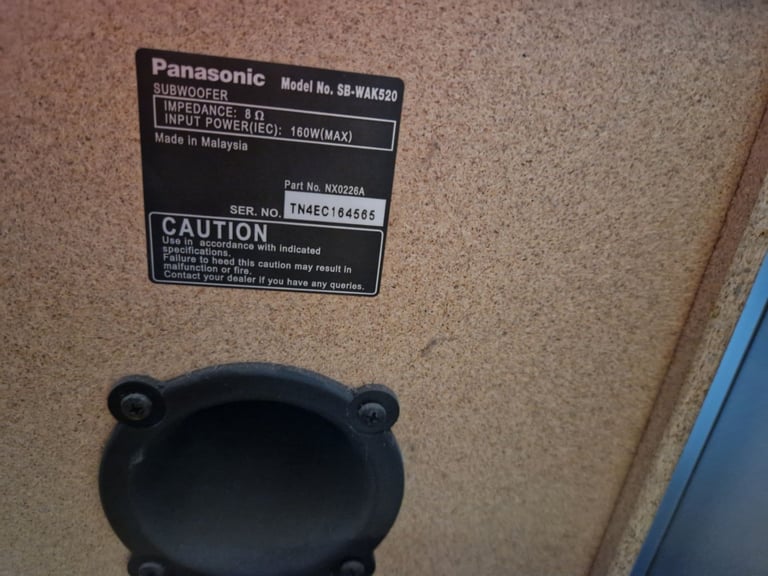 Panasonic Model No. SB-WAK520
SUBWOOFER
IMPEDANCE: 8 Ω
INPUT POWER(IEC): 160W(MAX)
Made in Malaysia
Part No. NX0226A
SER. NO. TN4EC164565
CAUTION
Use in accordance with indicated
specifications.
Failure to heed this caution may result in
malfunction or fire.
Contact your dealer if you have any queries.